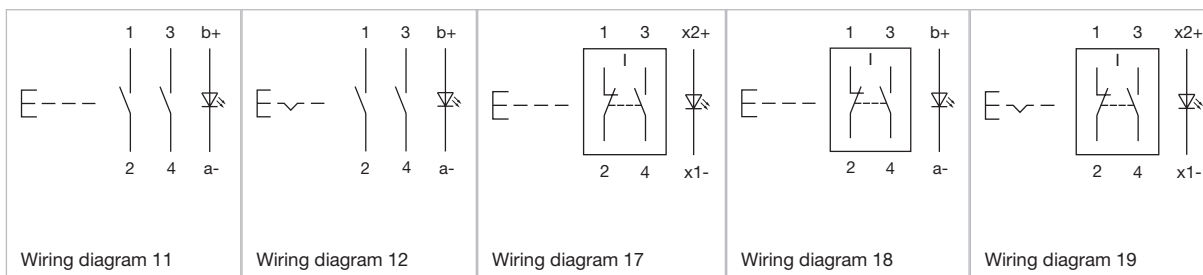 1 3 b+
2 4 a-
Wiring diagram 11
1 3 b+
2 4 a-
Wiring diagram 12
1 3 x2+
I
2 4 x1-
Wiring diagram 17
1 3 b+
I
2 4 a-
Wiring diagram 18
1 3 x2+
I
2 4 x1-
Wiring diagram 19